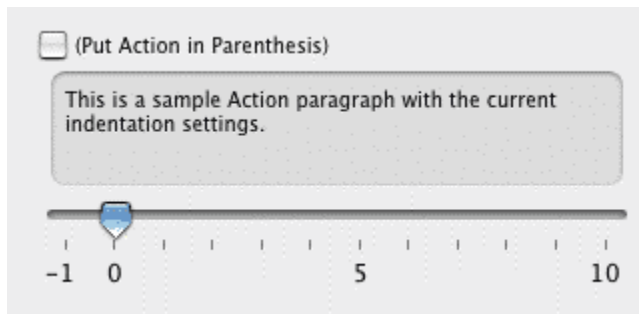 (Put Action in Parenthesis)
This is a sample Action paragraph with the current
indentation settings.
-1 0 5 10